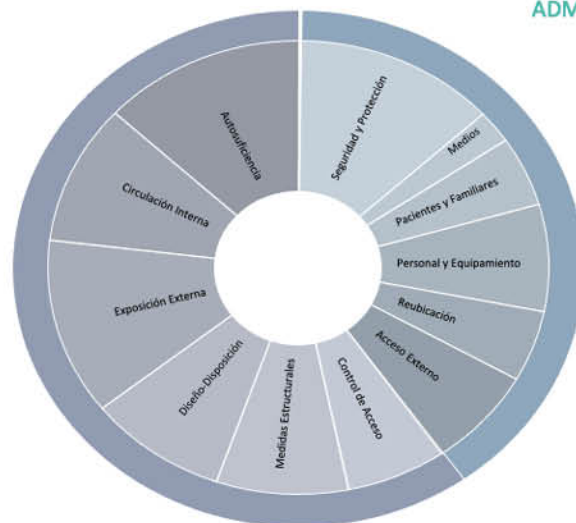 ADM
Seguridad y Protección
Medios
Pacientes y Familiares
Personal y Equipamiento
Reubicación
Acceso Externo
Control de Acceso
Medidas Estructurales
Diseño-Disposición
Exposición Externa
Circulación Interna
Autosuficiencia